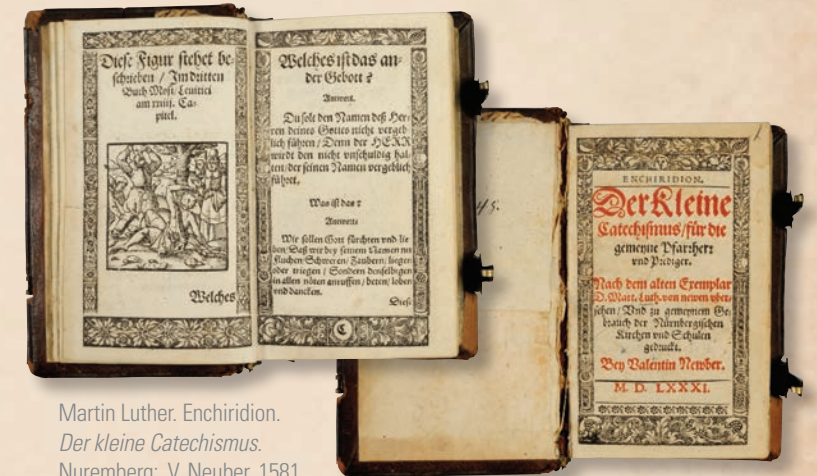 Diese Figur stehet be-
schrieben / Im dritten
Buch Mosi / Leuitici
am xxiiij. Ca-
pitel.
Welches
Welches ist das an-
der Gebott?
Antwort.
Du solt den Namen deß Her-
ren deines Gottes nicht vergeb-
lich führen / Denn der HERR
wirdt den nicht vnschuldig hal-
ten / der seinen Namen vergeblich
führet.
Was ist das?
Antwort:
Wir sollen Gott fürchten vnd lie-
ben / Daß wir bey seinem Namen nit
fluchen / Schweren / Zaubern / liegen
oder triegen / Sondern denselbigen
in allen nöten anruffen / beten / loben
vnd dancken.
Diese
C
45.
ENCHIRIDION.
Der Kleine
Catechismus / für die
gemeyne Pfarrherr
vnd Prediger.
Nach dem alten Exemplar
D. Mart. Luth. von newen vber-
sehen / Vnd zu gemeynem Ge-
brauch der Nürnbergischen
Kirchen vnd Schulen
gedruckt.
Bey Valentin Newber.
M. D. LXXXI.
Martin Luther. Enchiridion.
Der kleine Catechismus.
Nuremberg: V. Neuber, 1581